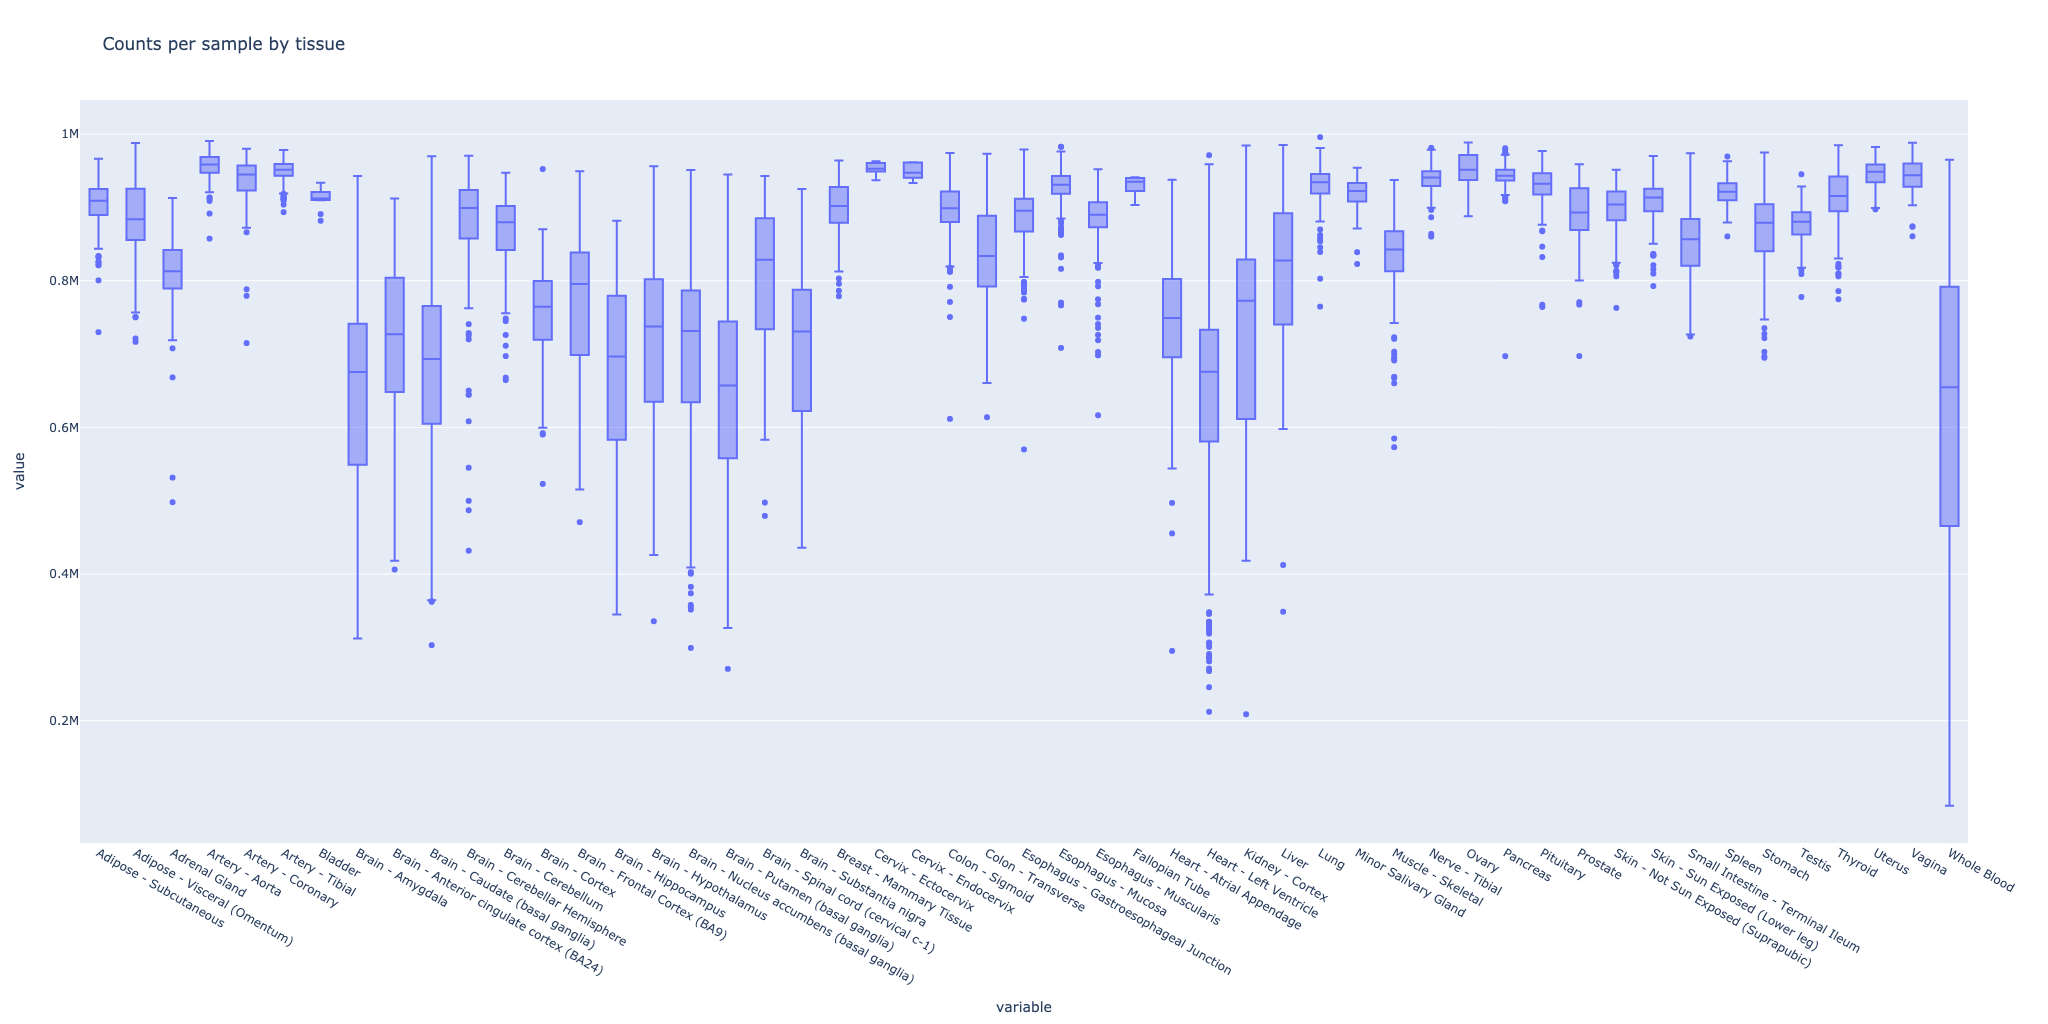 Counts per sample by tissue
1M
0.8M
0.6M
0.4M
0.2M
value
Adipose - Subcutaneous
Adipose - Visceral (Omentum)
Adrenal Gland
Artery - Aorta
Artery - Coronary
Artery - Tibial
Bladder
Brain - Amygdala
Brain - Anterior cingulate cortex (BA24)
Brain - Caudate (basal ganglia)
Brain - Cerebellar Hemisphere
Brain - Cerebellum
Brain - Cortex
Brain - Frontal Cortex (BA9)
Brain - Hippocampus
Brain - Hypothalamus
Brain - Nucleus accumbens (basal ganglia)
Brain - Putamen (basal ganglia)
Brain - Spinal cord (cervical c-1)
Brain - Substantia nigra
Breast - Mammary Tissue
Cervix - Ectocervix
Cervix - Endocervix
Colon - Sigmoid
Colon - Transverse
Esophagus - Gastroesophageal Junction
Esophagus - Mucosa
Esophagus - Muscularis
Fallopian Tube
Heart - Atrial Appendage
Heart - Left Ventricle
Kidney - Cortex
Liver
Lung
Minor Salivary Gland
Muscle - Skeletal
Nerve - Tibial
Ovary
Pancreas
Pituitary
Prostate
Skin - Not Sun Exposed (Suprapubic)
Skin - Sun Exposed (Lower leg)
Small Intestine - Terminal Ileum
Spleen
Stomach
Testis
Thyroid
Uterus
Vagina
Whole Blood
variable